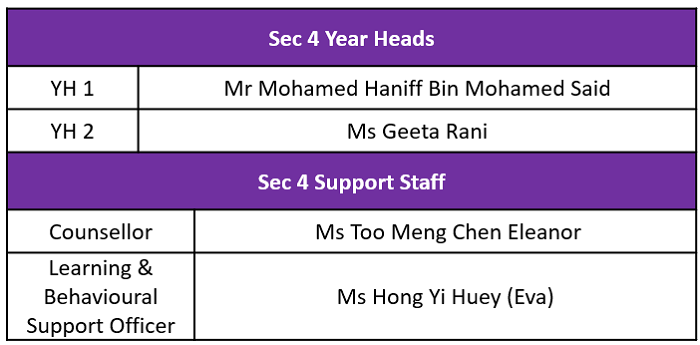 Sec 4 Year Heads
YH 1 Mr Mohamed Haniff Bin Mohamed Said
YH 2 Ms Geeta Rani
Sec 4 Support Staff
Counsellor Ms Too Meng Chen Eleanor
Learning &
Behavioural
Support Officer
Ms Hong Yi Huey (Eva)